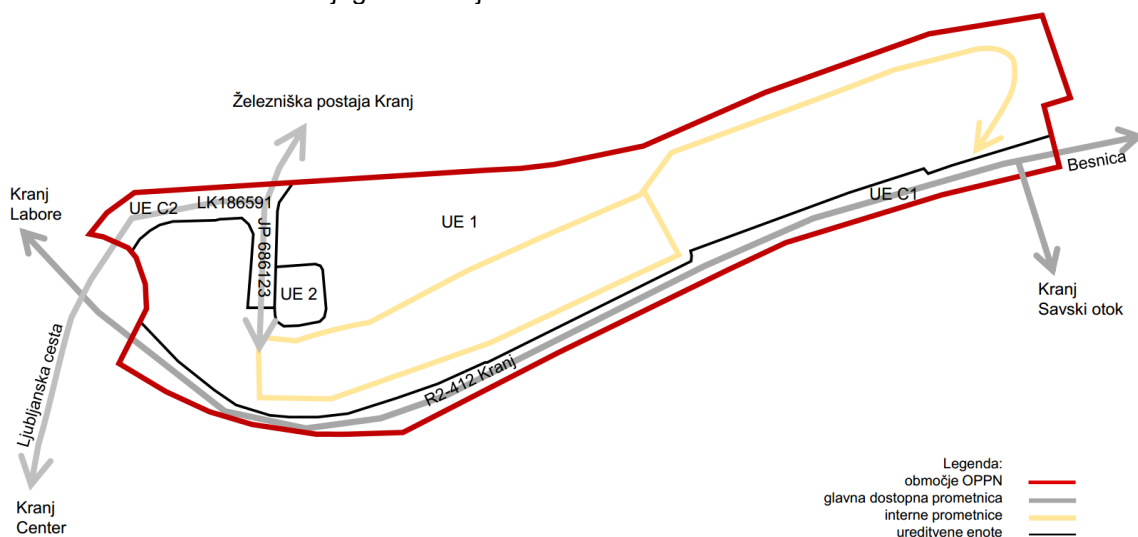 Železniška postaja Kranj
Kranj
Labore
UE C2
LK186591
JP 686123
UE 1
UE 2
UE C1
Besnica
Kranj
Savski otok
R2-412 Kranj
Ljubljanska cesta
Kranj
Center
Legenda:
območje OPPN
glavna dostopna prometnica
interne prometnice
ureditvene enote